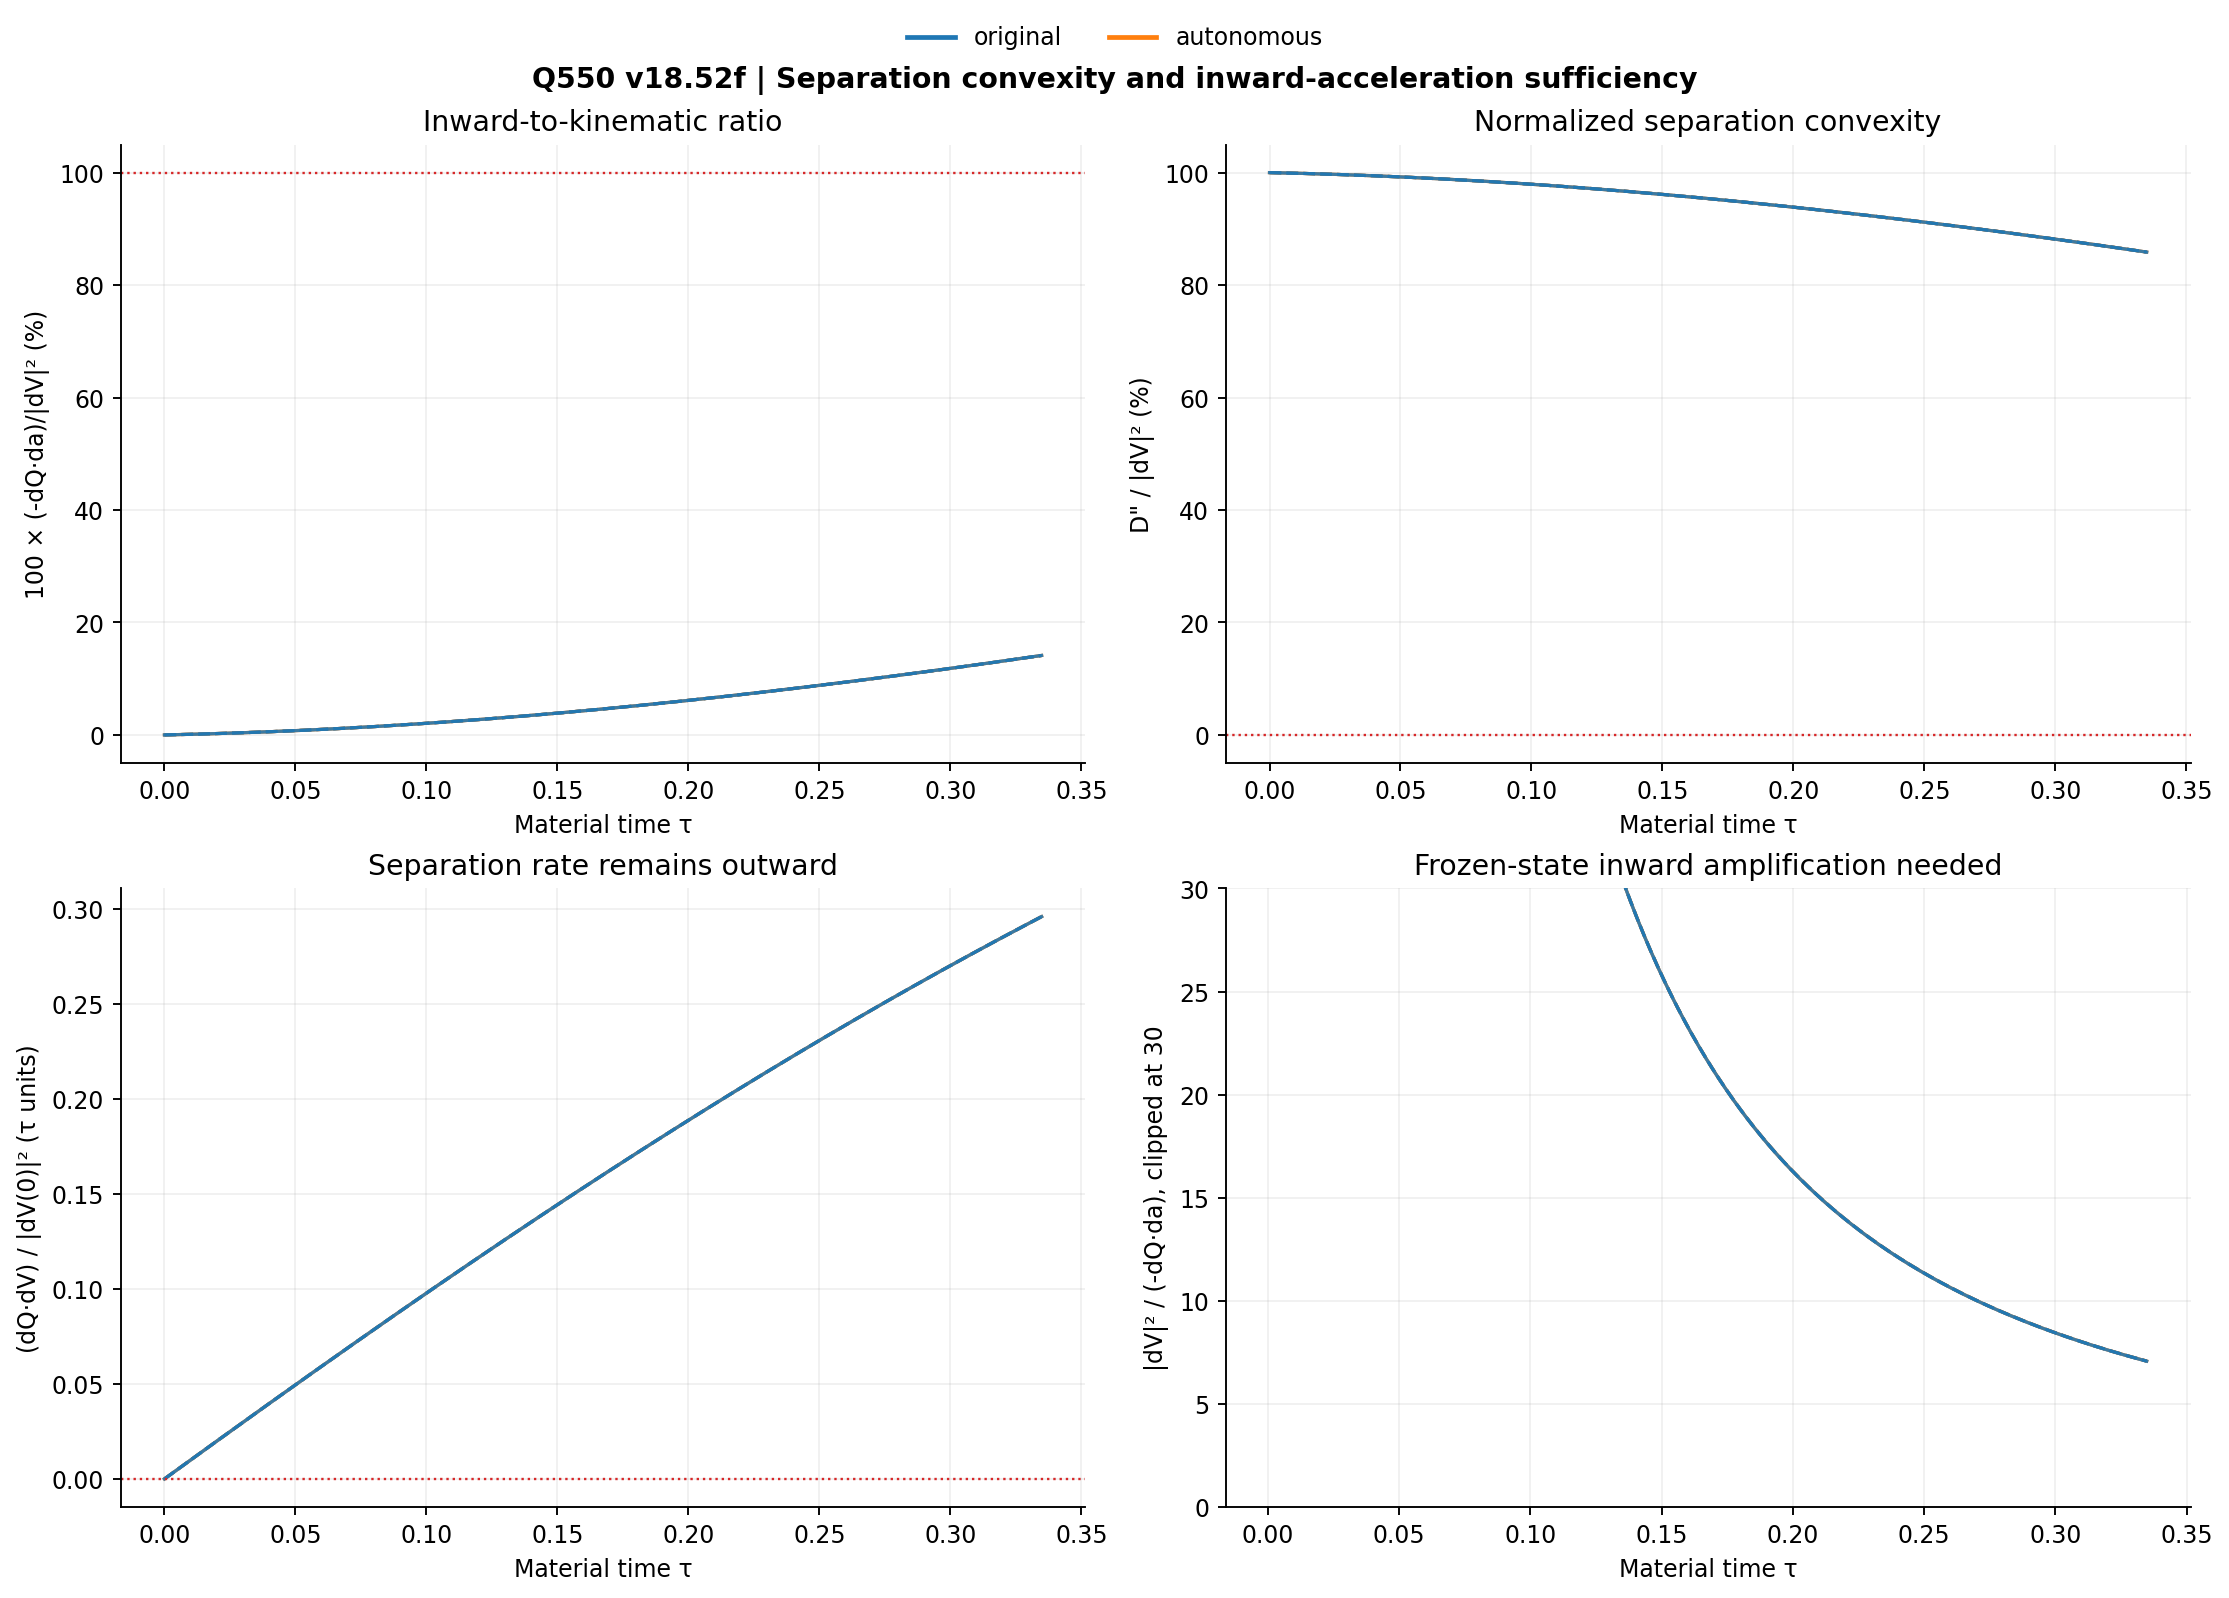 original autonomous
Q550 v18.52f | Separation convexity and inward-acceleration sufficiency
Inward-to-kinematic ratio
100 × (-dQ·da)/|dV|² (%)
100
80
60
40
20
0
0.00 0.05 0.10 0.15 0.20 0.25 0.30 0.35
Material time τ
Normalized separation convexity
D" / |dV|² (%)
100
80
60
40
20
0
0.00 0.05 0.10 0.15 0.20 0.25 0.30 0.35
Material time τ
Separation rate remains outward
(dQ·dV) / |dV(0)|² (τ units)
0.30
0.25
0.20
0.15
0.10
0.05
0.00
0.00 0.05 0.10 0.15 0.20 0.25 0.30 0.35
Material time τ
Frozen-state inward amplification needed
|dV|² / (-dQ·da), clipped at 30
30
25
20
15
10
5
0
0.00 0.05 0.10 0.15 0.20 0.25 0.30 0.35
Material time τ